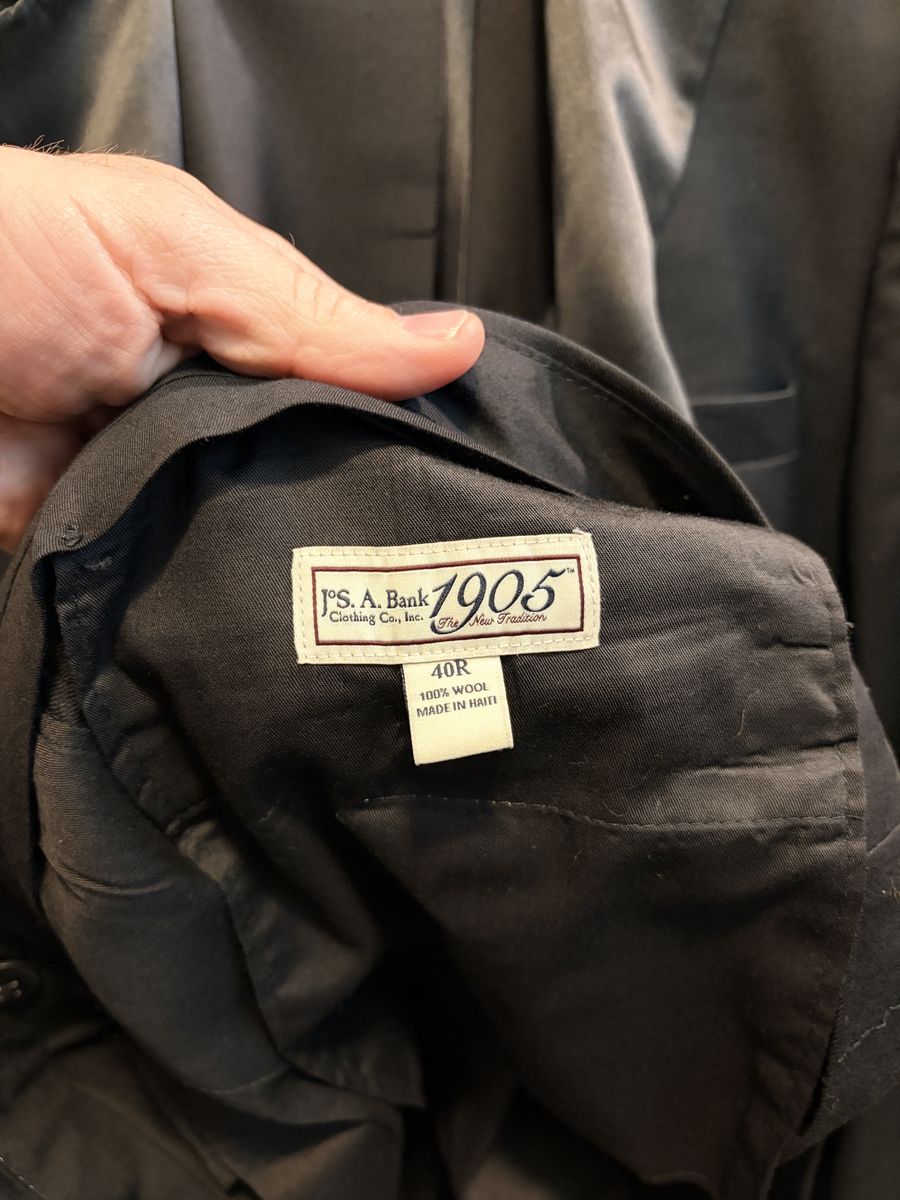 JoS. A. Bank 1905™
Clothing Co., Inc. The New Tradition
40R
100% WOOL
MADE IN HAITI